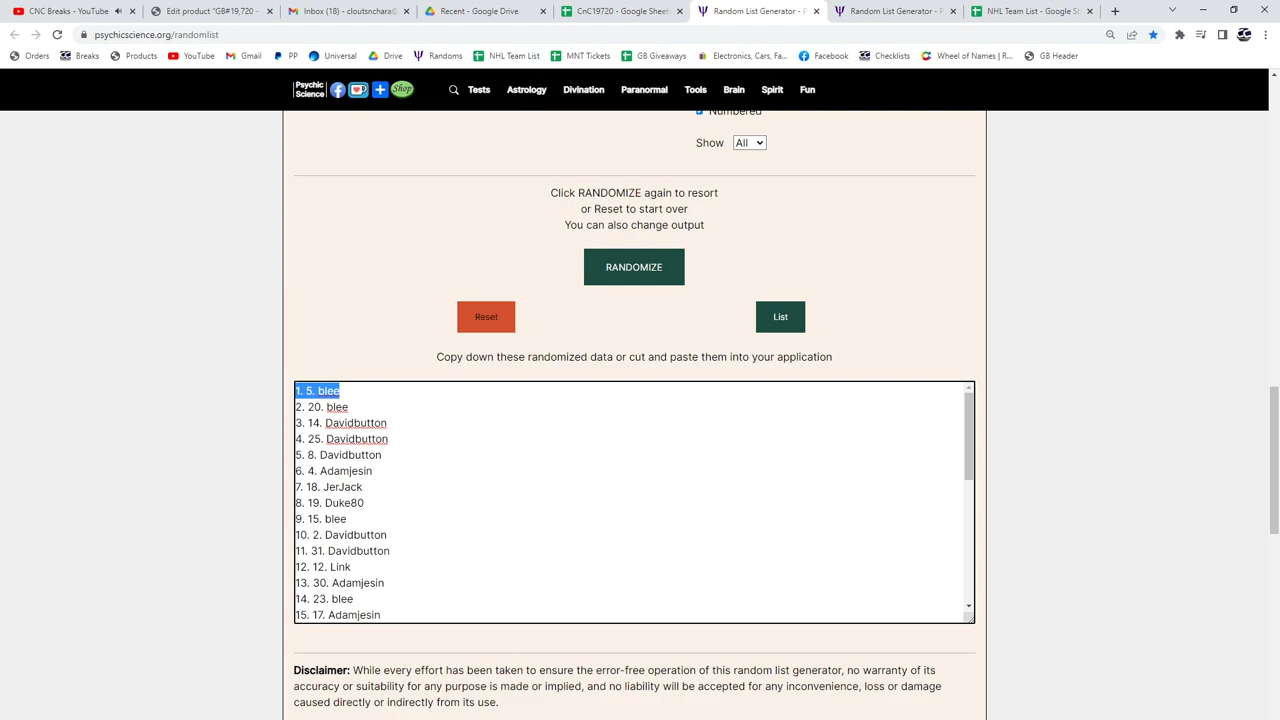 CNC Breaks - YouTube
Edit product "GB#19,720
Inbox (18) - cloutsnchara@
Recent - Google Drive
CnC19720 - Google Sheets
Random List Generator - P
Random List Generator - P
NHL Team List - Google Sh
psychicscience.org/randomlist
Orders
Breaks
Products
YouTube
Gmail
PP
Universal
Drive
Randoms
NHL Team List
MNT Tickets
GB Giveaways
Electronics, Cars, Fa...
Facebook
Checklists
Wheel of Names | R...
GB Header
Psychic Science
Shop
Tests
Astrology
Divination
Paranormal
Tools
Brain
Spirit
Fun
Numbered
Show All
Click RANDOMIZE again to resort
or Reset to start over
You can also change output
RANDOMIZE
Reset
List
Copy down these randomized data or cut and paste them into your application
1. 5. blee
2. 20. blee
3. 14. Davidbutton
4. 25. Davidbutton
5. 8. Davidbutton
6. 4. Adamjesin
7. 18. JerJack
8. 19. Duke80
9. 15. blee
10. 2. Davidbutton
11. 31. Davidbutton
12. 12. Link
13. 30. Adamjesin
14. 23. blee
15. 17. Adamjesin
Disclaimer: While every effort has been taken to ensure the error-free operation of this random list generator, no warranty of its
accuracy or suitability for any purpose is made or implied, and no liability will be accepted for any inconvenience, loss or damage
caused directly or indirectly from its use.